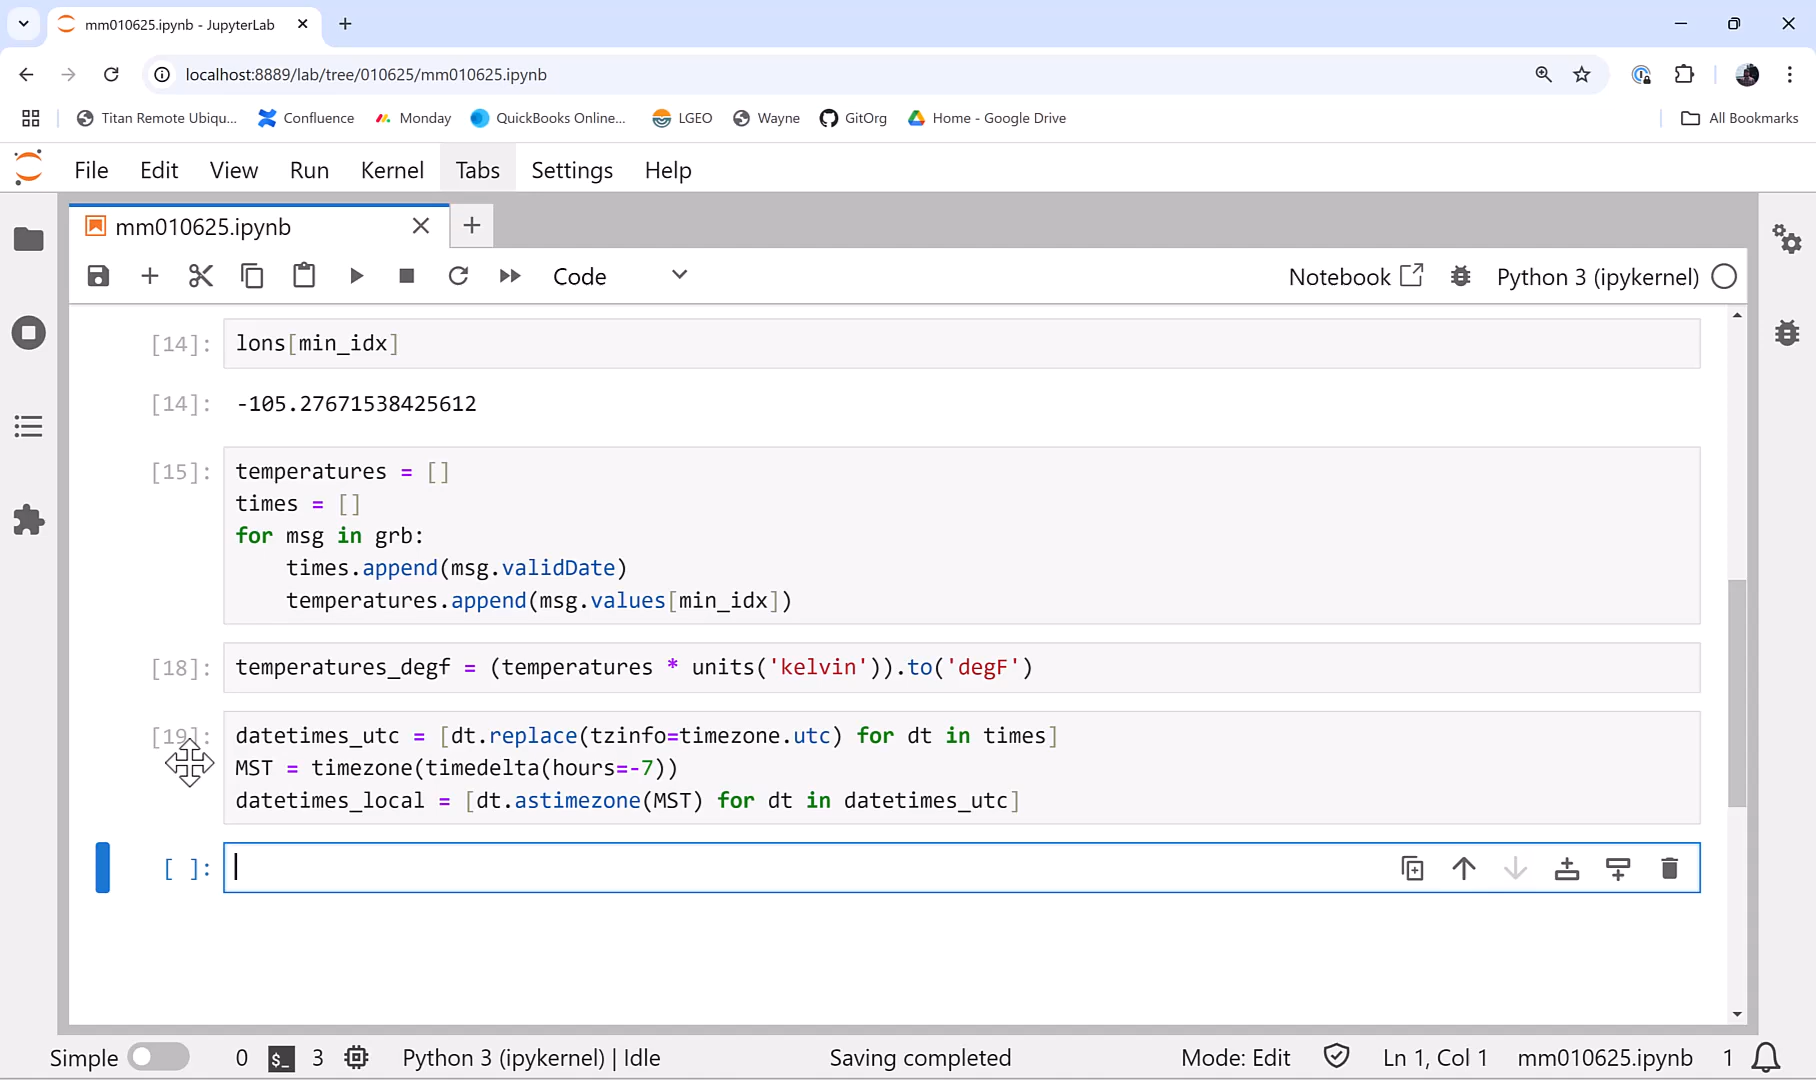 mm010625.ipynb - JupyterLab
localhost:8889/lab/tree/010625/mm010625.ipynb
Titan Remote Ubiqu... Confluence Monday QuickBooks Online... LGEO Wayne GitOrg Home - Google Drive All Bookmarks
File Edit View Run Kernel Tabs Settings Help
mm010625.ipynb
Code Notebook Python 3 (ipykernel)
[14]: lons[min_idx]
[14]: -105.27671538425612
[15]: temperatures = []
times = []
for msg in grb:
    times.append(msg.validDate)
    temperatures.append(msg.values[min_idx])
[18]: temperatures_degf = (temperatures * units('kelvin')).to('degF')
[19]: datetimes_utc = [dt.replace(tzinfo=timezone.utc) for dt in times]
MST = timezone(timedelta(hours=-7))
datetimes_local = [dt.astimezone(MST) for dt in datetimes_utc]
[ ]:
Simple 0 $_ 3 Python 3 (ipykernel) | Idle Saving completed Mode: Edit Ln 1, Col 1 mm010625.ipynb 1